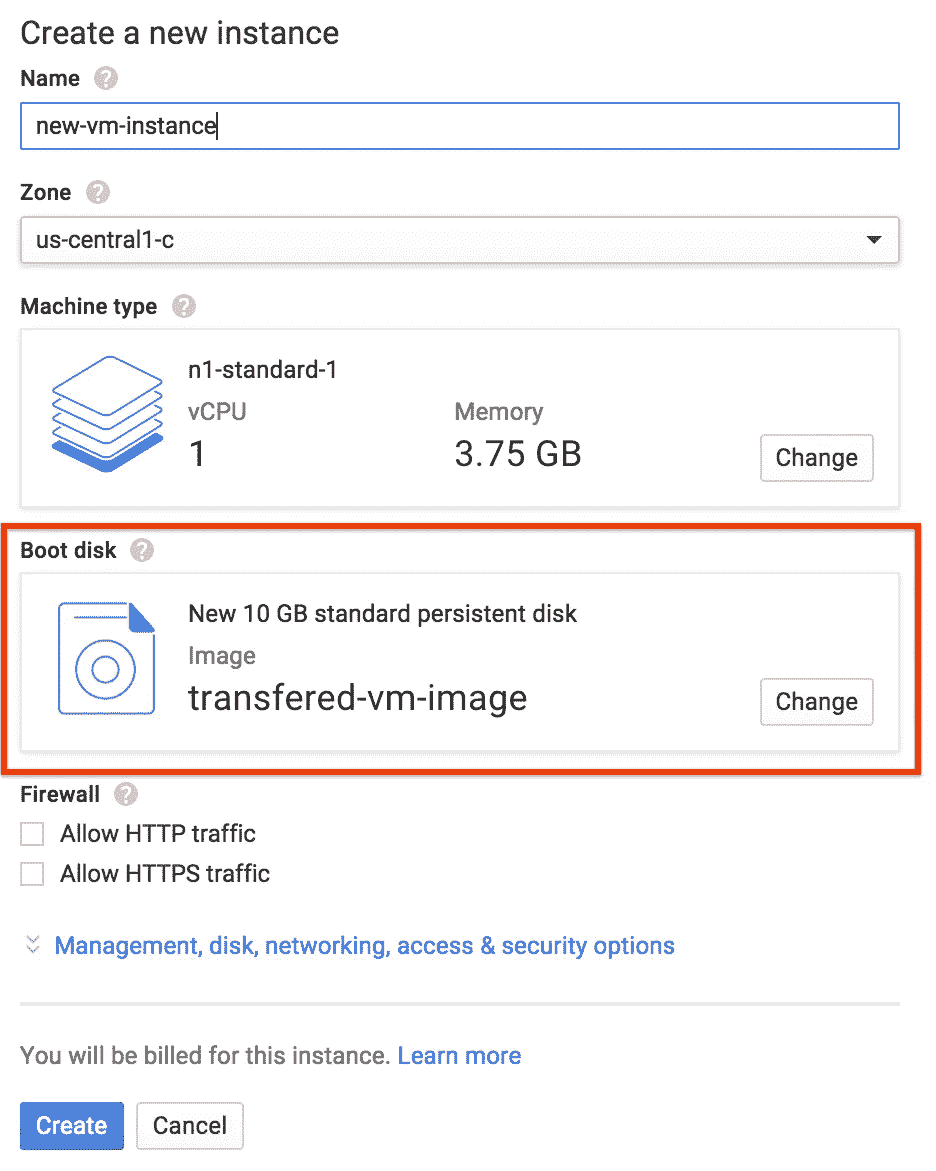 Create a new instance
Name ?
new-vm-instance
Zone ?
us-central1-c
Machine type ?
n1-standard-1
vCPU Memory
1 3.75 GB
Change
Boot disk ?
New 10 GB standard persistent disk
Image
transfered-vm-image
Change
Firewall ?
Allow HTTP traffic
Allow HTTPS traffic
Management, disk, networking, access & security options
You will be billed for this instance. Learn more
Create Cancel